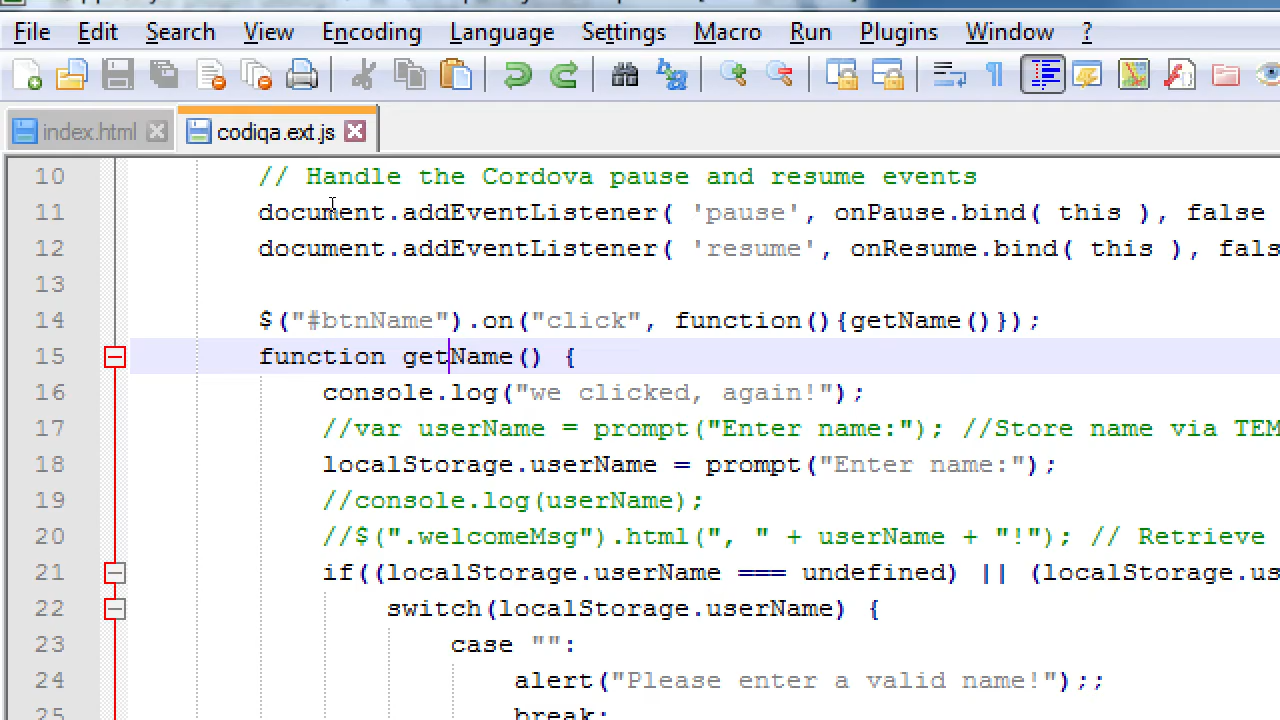 File Edit Search View Encoding Language Settings Macro Run Plugins Window ?
index.html codiqa.ext.js
10 // Handle the Cordova pause and resume events
11 document.addEventListener( 'pause', onPause.bind( this ), false
12 document.addEventListener( 'resume', onResume.bind( this ), fals
13
14 $("#btnName").on("click", function(){getName()});
15 function getName() {
16 console.log("we clicked, again!");
17 //var userName = prompt("Enter name:"); //Store name via TEM
18 localStorage.userName = prompt("Enter name:");
19 //console.log(userName);
20 //$(".welcomeMsg").html(", " + userName + "!"); // Retrieve
21 if((localStorage.userName === undefined) || (localStorage.us
22 switch(localStorage.userName) {
23 case "":
24 alert("Please enter a valid name!");;
25 break;